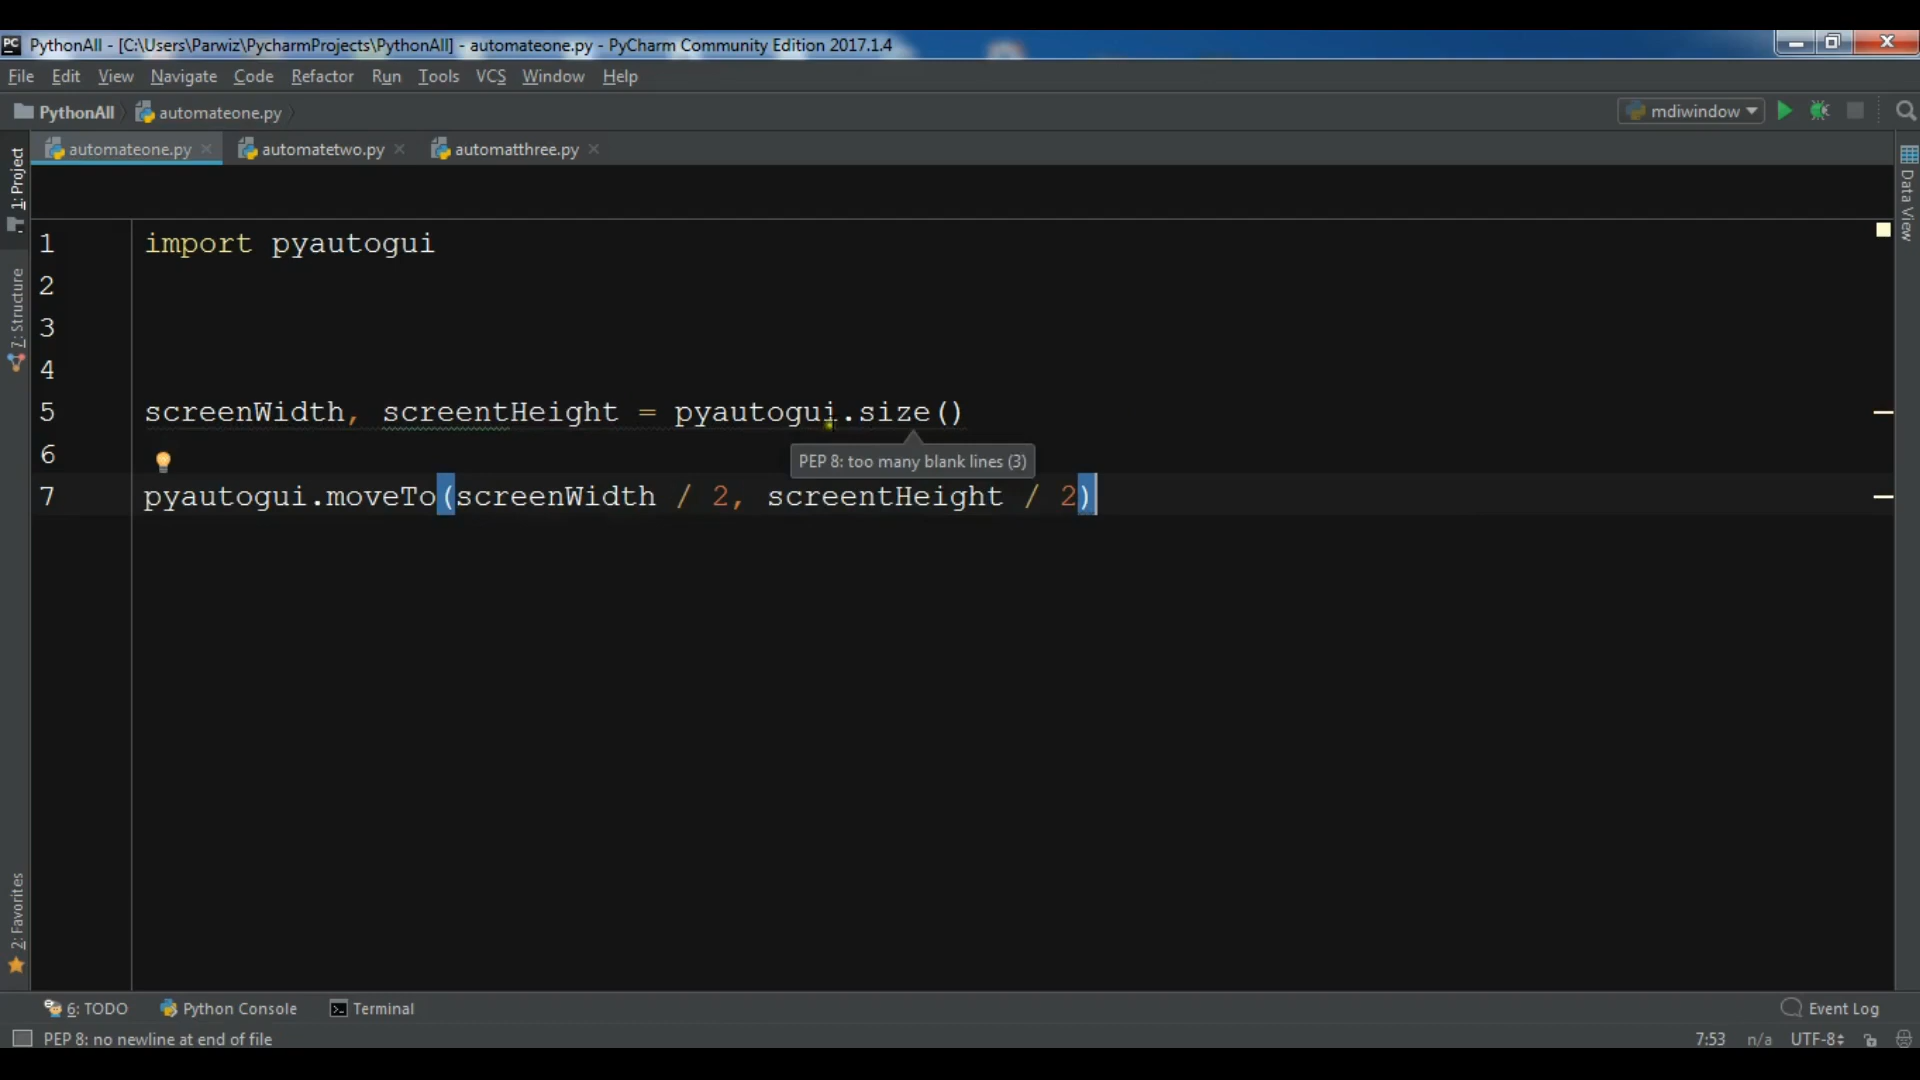 PythonAll - [C:\Users\Parwiz\PycharmProjects\PythonAll] - automateone.py - PyCharm Community Edition 2017.1.4
File Edit View Navigate Code Refactor Run Tools VCS Window Help
PythonAll automateone.py mdiwindow
automateone.py automatetwo.py automatthree.py
1: Project
7: Structure
2: Favorites
Data View
1 import pyautogui
2
3
4
5 screenWidth, screentHeight = pyautogui.size()
6
PEP 8: too many blank lines (3)
7 pyautogui.moveTo(screenWidth / 2, screentHeight / 2)
6: TODO Python Console Terminal Event Log
PEP 8: no newline at end of file 7:53 n/a UTF-8